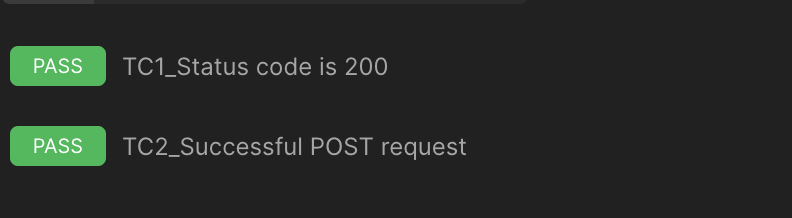 PASS TC1_Status code is 200
PASS TC2_Successful POST request